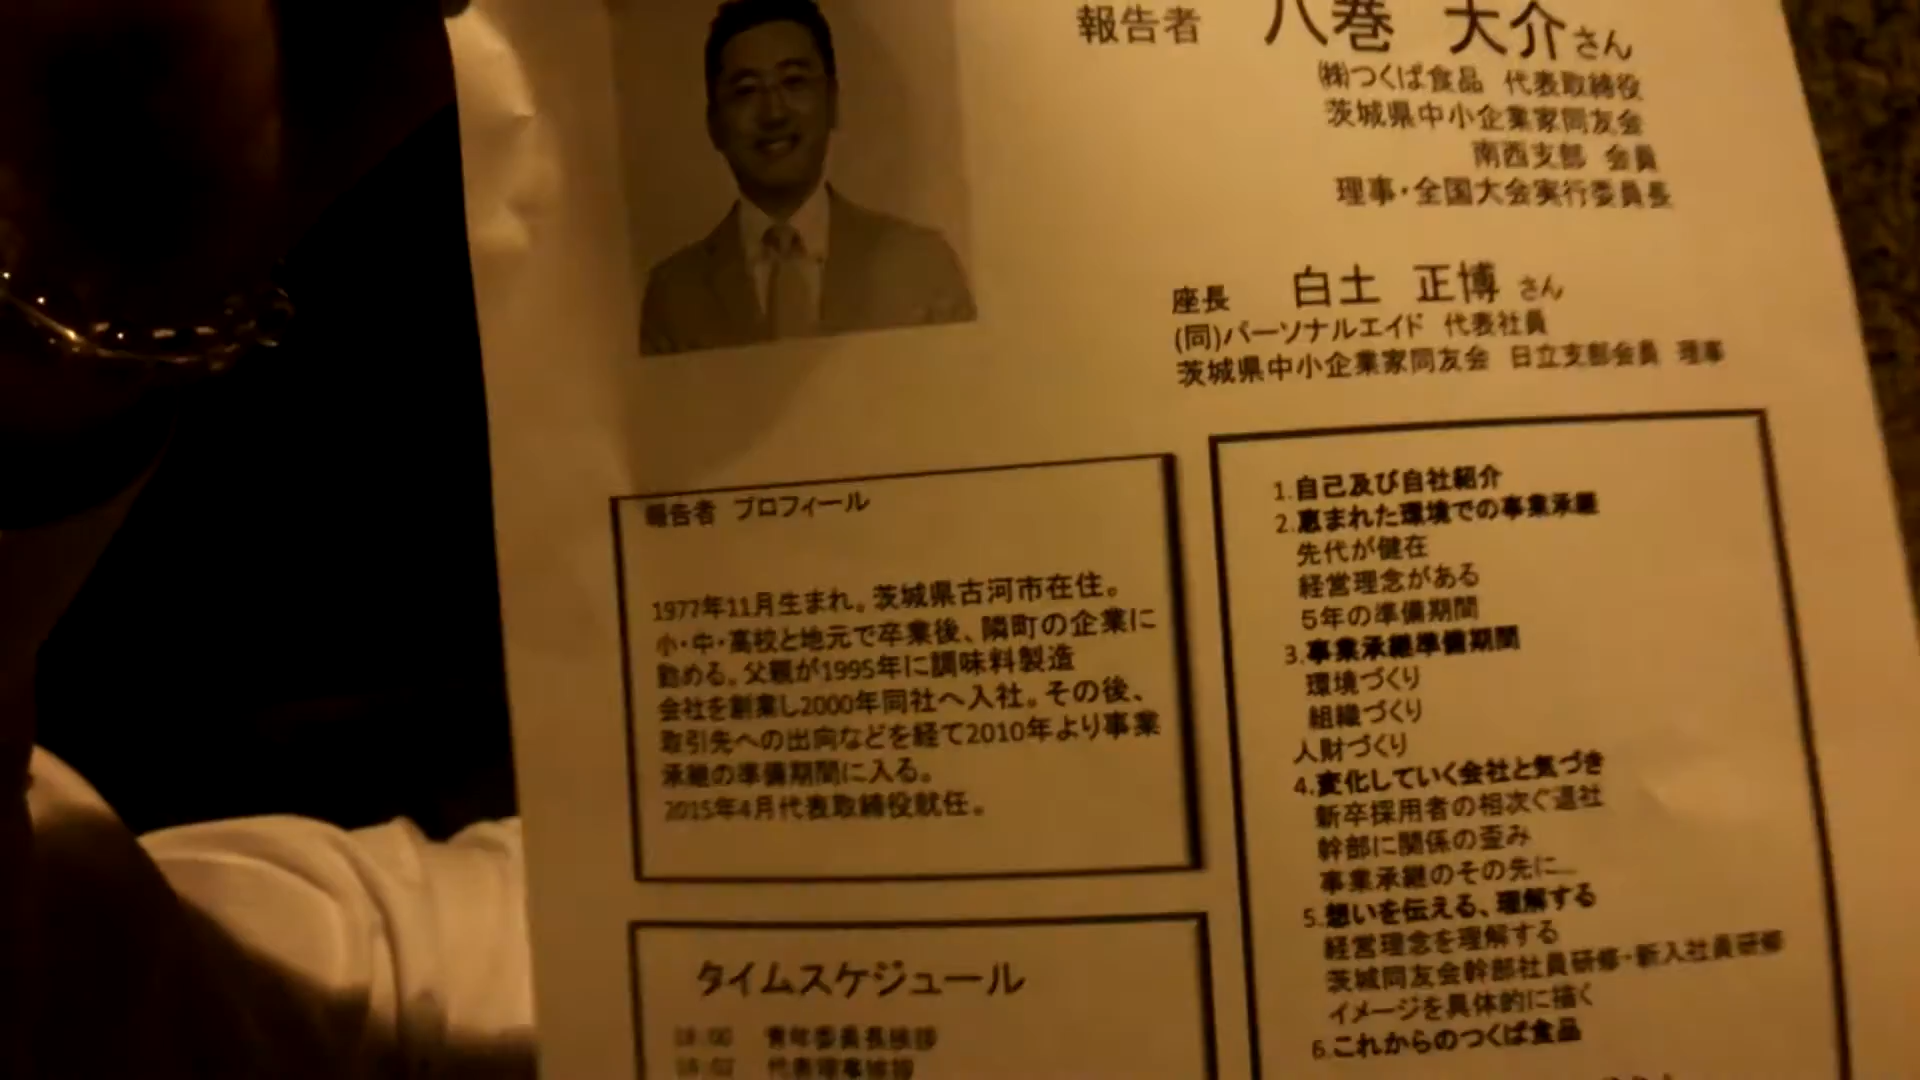 報告者 八巻 大介さん
㈱つくば食品 代表取締役
茨城県中小企業家同友会
南西支部 会員
理事・全国大会実行委員長
座長 白土 正博 さん
(同)パーソナルエイド 代表社員
茨城県中小企業家同友会 日立支部会員 理事
報告者 プロフィール
1977年11月生まれ。茨城県古河市在住。
小・中・高校と地元で卒業後、隣町の企業に
勤める。父親が1995年に調味料製造
会社を創業し2000年同社へ入社。その後、
取引先への出向などを経て2010年より事業
承継の準備期間に入る。
2015年4月代表取締役就任。
タイムスケジュール
18:00 青年委員長挨拶
代表理事挨拶
1.自己及び自社紹介
2.恵まれた環境での事業承継
先代が健在
経営理念がある
5年の準備期間
3.事業承継準備期間
環境づくり
組織づくり
人財づくり
4.変化していく会社と気づき
新卒採用者の相次ぐ退社
幹部に関係の歪み
事業承継のその先に…
5.想いを伝える、理解する
経営理念を理解する
茨城同友会幹部社員研修・新入社員研修
イメージを具体的に描く
6.これからのつくば食品